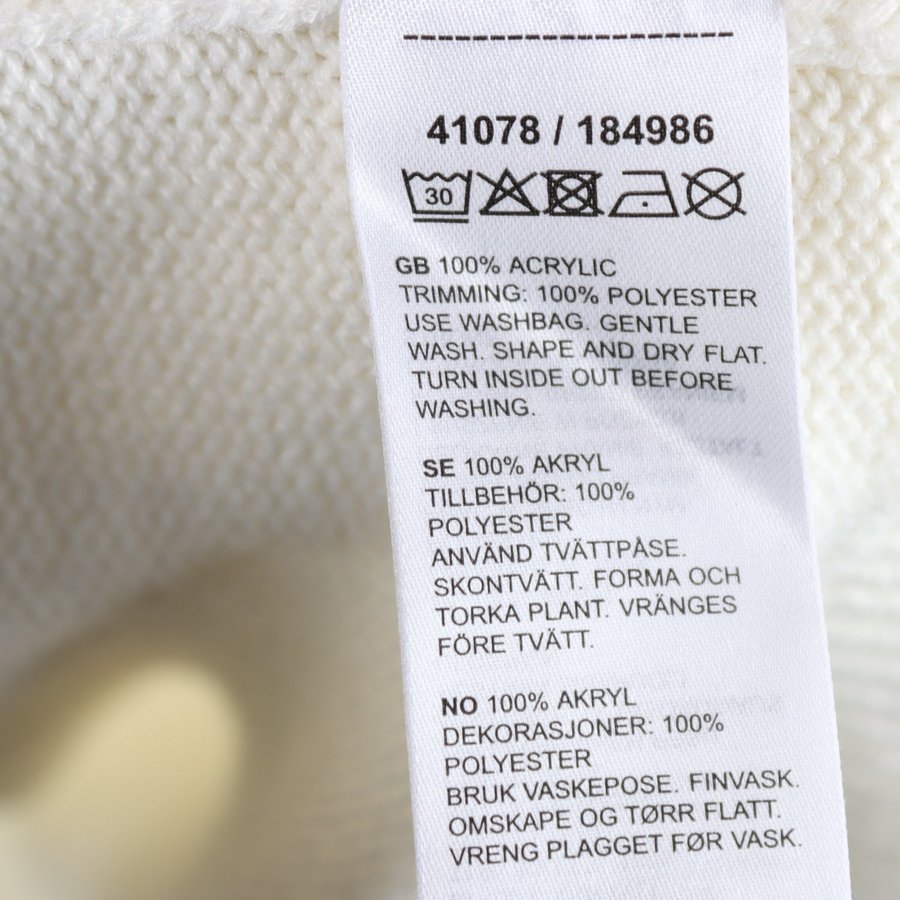 41078 / 184986
30
GB 100% ACRYLIC
TRIMMING: 100% POLYESTER
USE WASHBAG. GENTLE
WASH. SHAPE AND DRY FLAT.
TURN INSIDE OUT BEFORE
WASHING.
SE 100% AKRYL
TILLBEHÖR: 100%
POLYESTER
ANVÄND TVÄTTPÅSE.
SKONTVÄTT. FORMA OCH
TORKA PLANT. VRÄNGES
FÖRE TVÄTT.
NO 100% AKRYL
DEKORASJONER: 100%
POLYESTER
BRUK VASKEPOSE. FINVASK.
OMSKAPE OG TØRR FLATT.
VRENG PLAGGET FØR VASK.